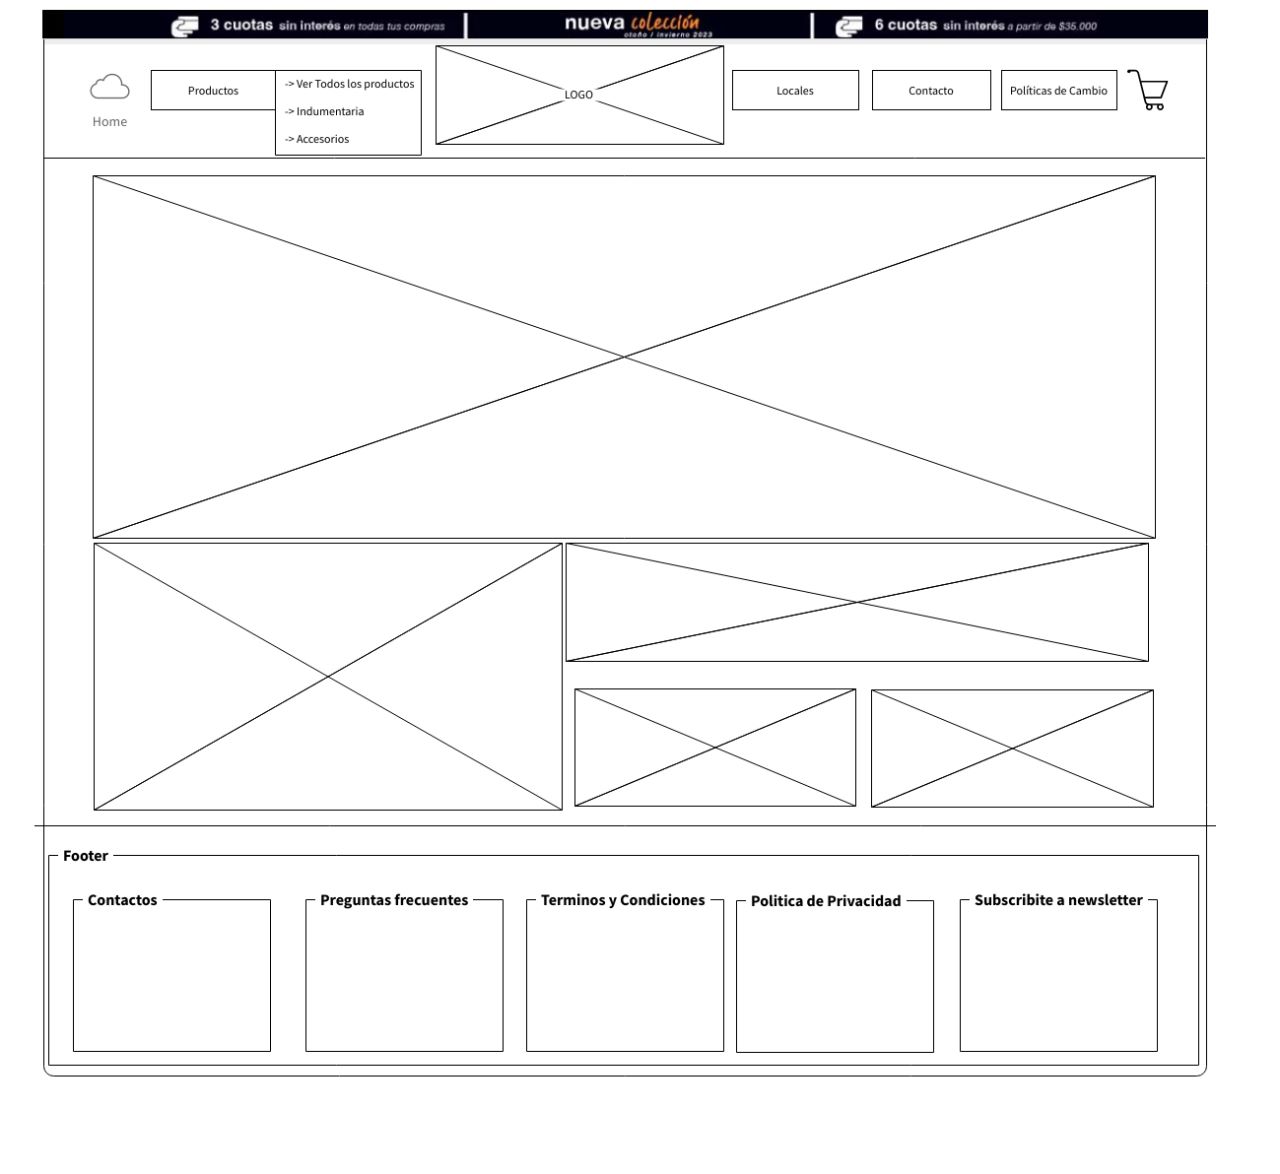 3 cuotas sin interés en todas tus compras
nueva colección
otoño / invierno 2023
6 cuotas sin interés a partir de $35.000
Home
Productos
-> Ver Todos los productos
-> Indumentaria
-> Accesorios
LOGO
Locales
Contacto
Políticas de Cambio
Footer
Contactos
Preguntas frecuentes
Terminos y Condiciones
Politica de Privacidad
Subscribite a newsletter